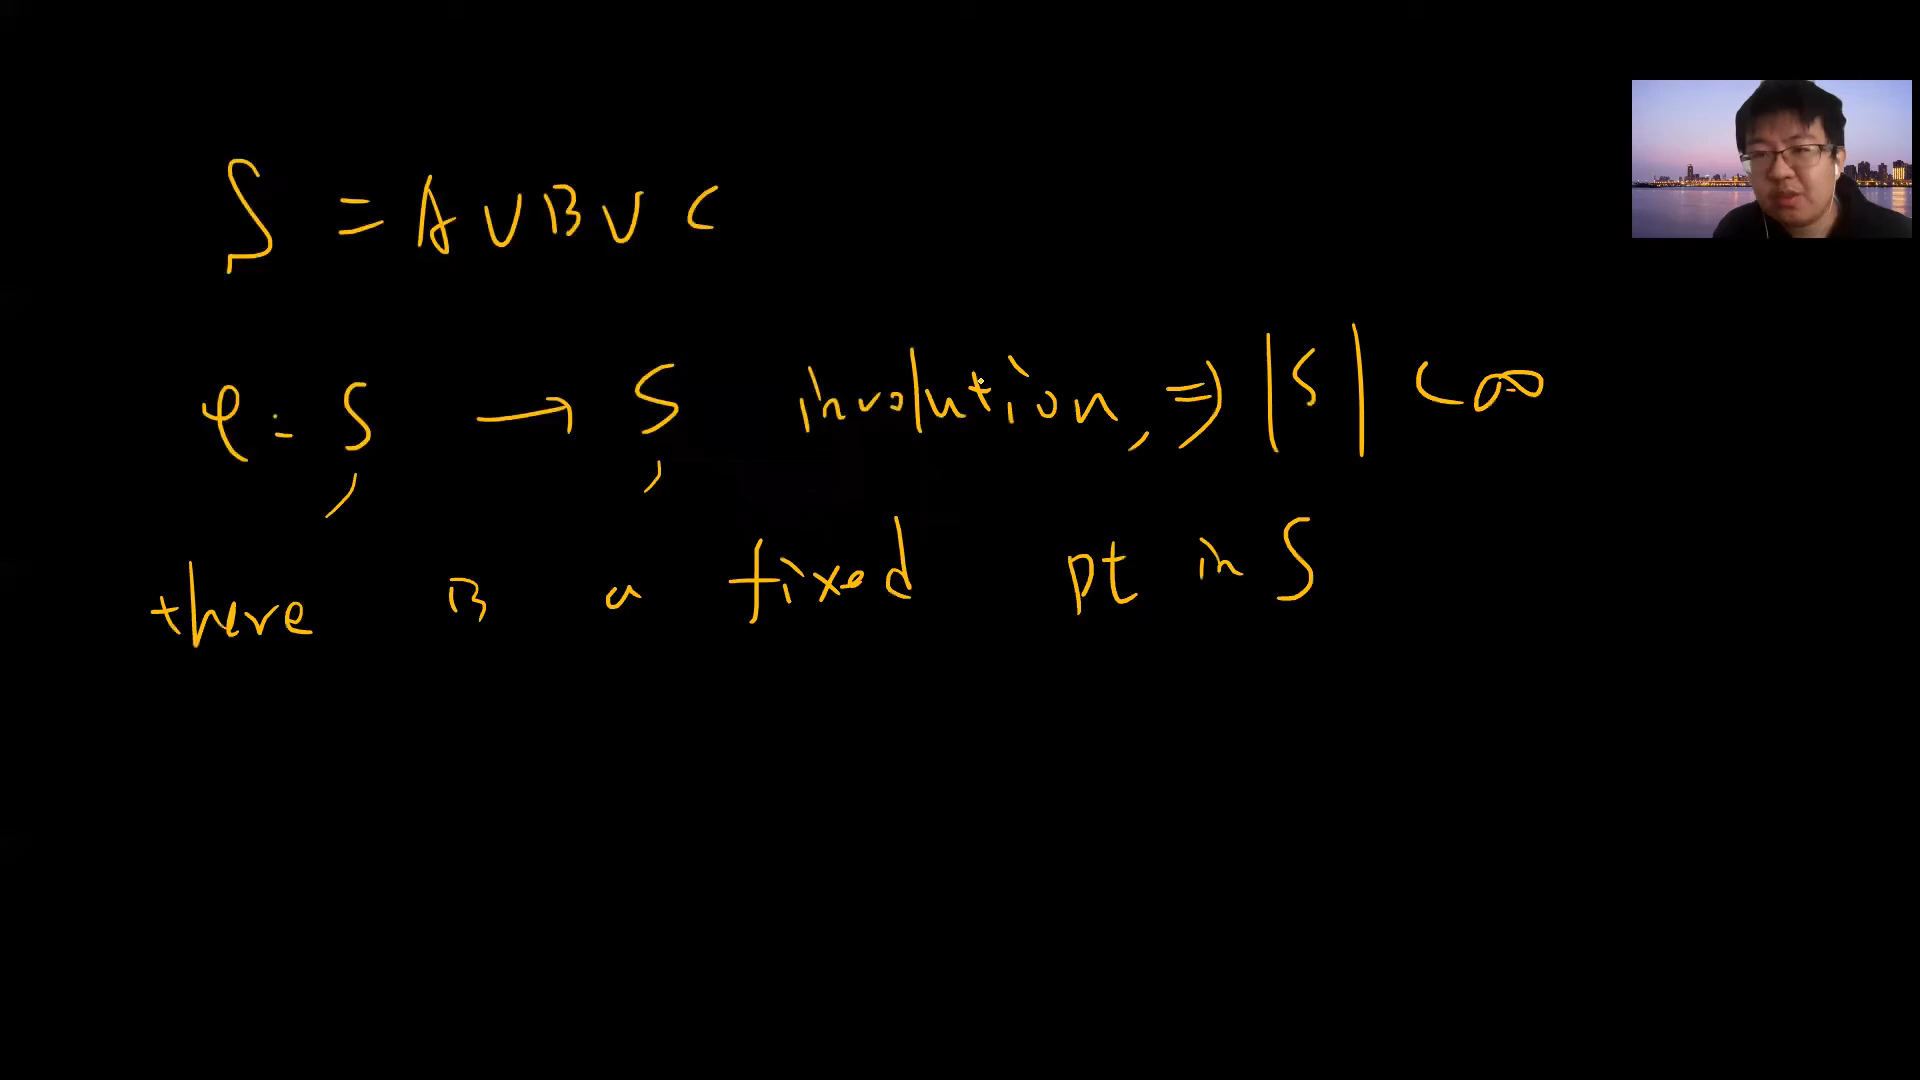 S = A ∪ B ∪ C
φ: S → S involution, ⇒ |S| < ∞
there is a fixed pt in S